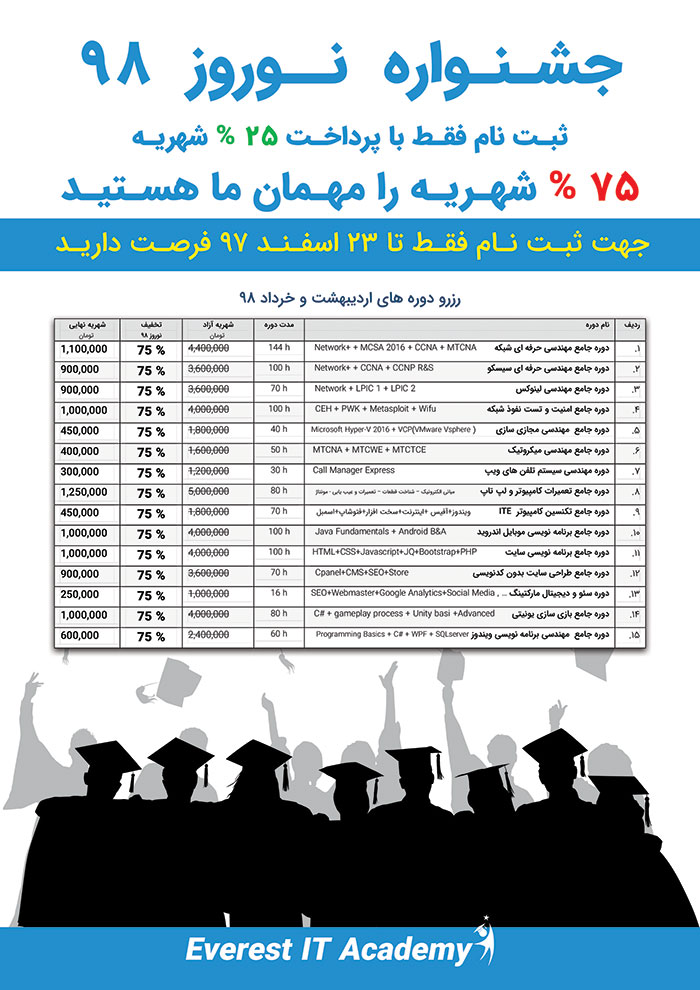 جشنواره نوروز ۹۸
ثبت نام فقط با پرداخت ۲۵ % شهریه
۷۵ % شهریه را مهمان ما هستید
جهت ثبت نام فقط تا ۲۳ اسفند ۹۷ فرصت دارید
رزرو دوره های اردیبهشت و خرداد ۹۸
ردیف نام دوره مدت دوره شهریه آزاد تومان تخفیف نوروز ۹۸ شهریه نهایی تومان
۱. دوره جامع مهندسی حرفه ای شبکه Network+ + MCSA 2016 + CCNA + MTCNA 144 h 4,400,000 75 % 1,100,000
۲. دوره جامع مهندسی حرفه ای سیسکو Network+ + CCNA + CCNP R&S 100 h 3,600,000 75 % 900,000
۳. دوره جامع مهندسی لینوکس Network + LPIC 1 + LPIC 2 70 h 3,600,000 75 % 900,000
۴. دوره جامع امنیت و تست نفوذ شبکه CEH + PWK + Metasploit + Wifu 100 h 4,000,000 75 % 1,000,000
۵. دوره جامع مهندسی مجازی سازی Microsoft Hyper-V 2016 + VCP(VMware Vsphere ) 40 h 1,800,000 75 % 450,000
۶. دوره جامع مهندسی میکروتیک MTCNA + MTCWE + MTCTCE 50 h 1,600,000 75 % 400,000
۷. دوره مهندسی سیستم تلفن های ویپ Call Manager Express 30 h 1,200,000 75 % 300,000
۸. دوره جامع تعمیرات کامپیوتر و لپ تاپ مبانی الکترونیک – شناخت قطعات – تعمیرات و عیب یابی - مونتاژ 80 h 5,000,000 75 % 1,250,000
۹. دوره جامع تکنسین کامپیوتر ITE ویندوز+آفیس +اینترنت+سخت افزار+فتوشاپ+اسمبل 70 h 1,800,000 75 % 450,000
۱۰. دوره جامع برنامه نویسی موبایل اندروید Java Fundamentals + Android B&A 100 h 4,000,000 75 % 1,000,000
۱۱. دوره جامع برنامه نویسی سایت HTML+CSS+Javascript+JQ+Bootstrap+PHP 100 h 4,000,000 75 % 1,000,000
۱۲. دوره جامع طراحی سایت بدون کدنویسی Cpanel+CMS+SEO+Store 70 h 3,600,000 75 % 900,000
۱۳. دوره سئو و دیجیتال مارکتینگ SEO+Webmaster+Google Analytics+Social Media , ... 16 h 1,000,000 75 % 250,000
۱۴. دوره جامع بازی سازی یونیتی C# + gameplay process + Unity basi +Advanced 80 h 4,000,000 75 % 1,000,000
۱۵. دوره جامع مهندسی برنامه نویسی ویندوز Programming Basics + C# + WPF + SQLserver 60 h 2,400,000 75 % 600,000
Everest IT Academy